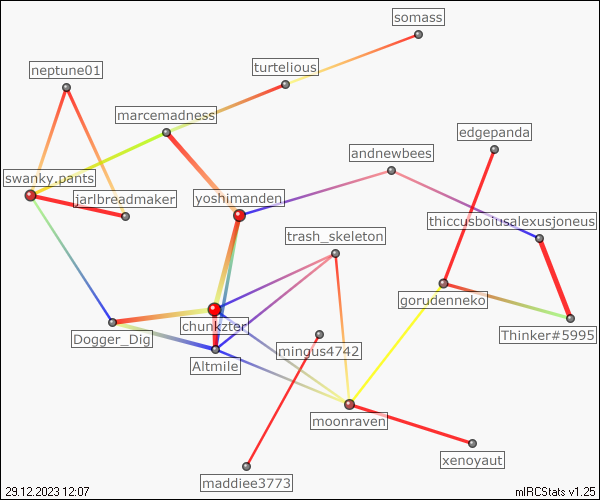 somass
turtelious
neptune01
marcemadness
edgepanda
andnewbees
swanky.pants
jarlbreadmaker
yoshimanden
thiccusboiusalexusjoneus
trash_skeleton
gorudenneko
chunkzter
Dogger_Dig
Thinker#5995
mingus4742
Altmile
moonraven
xenoyaut
maddiee3773
29.12.2023 12:07
mIRCStats v1.25